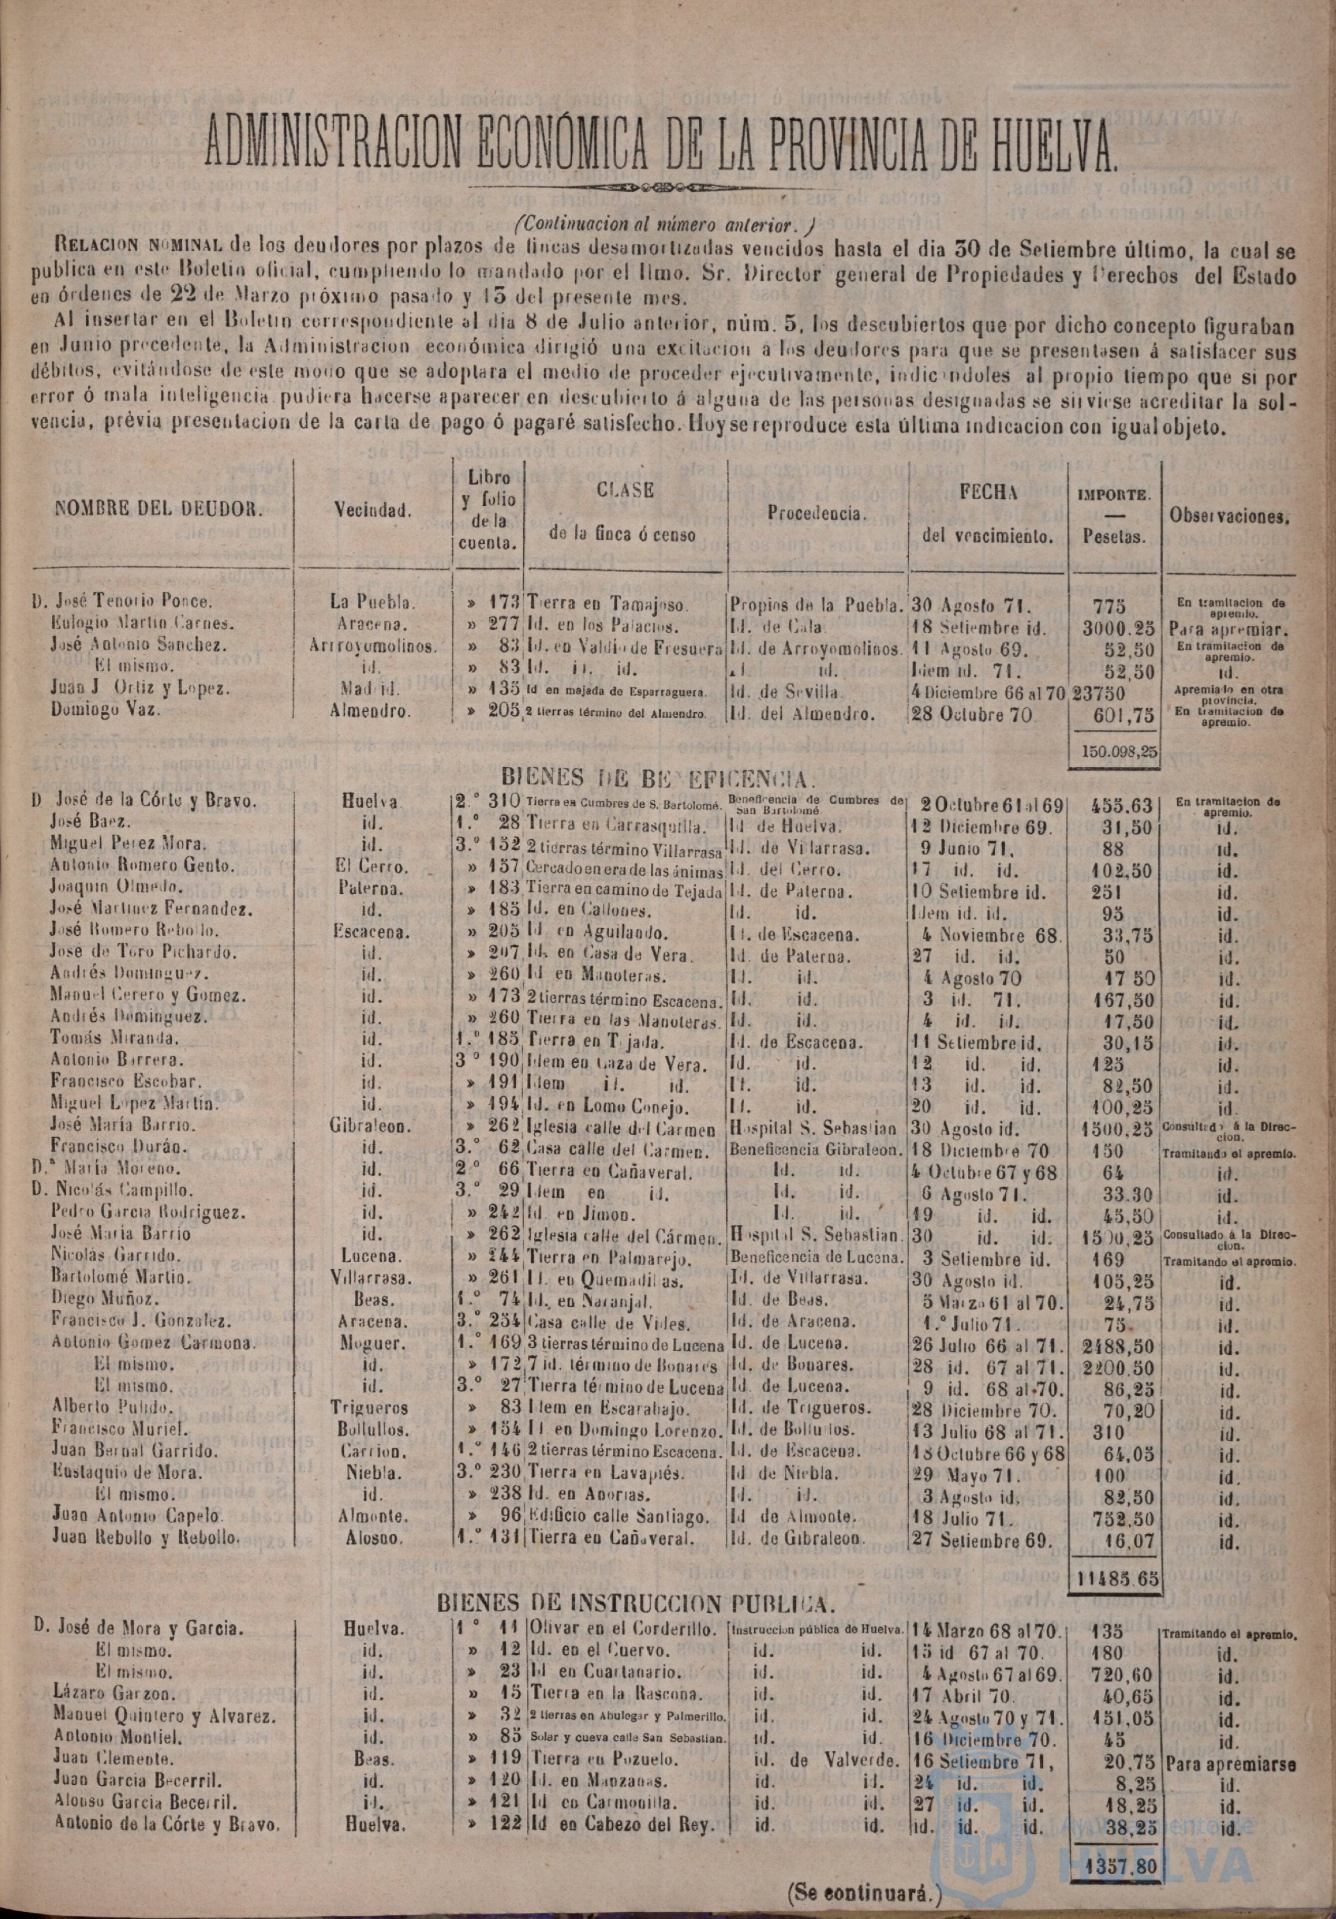 ADMINISTRACION ECONÓMICA DE LA PROVINCIA DE HUELVA.
(Continuacion al número anterior.)
RELACION NOMINAL de los deudores por plazos de fincas desamortizadas vencidos hasta el dia 30 de Setiembre último, la cual se
publica en este Boletin oficial, cumpliendo lo mandado por el Ilmo. Sr. Director general de Propiedades y Derechos del Estado
en órdenes de 22 de Marzo próximo pasado y 13 del presente mes.
Al insertar en el Boletin correspondiente al dia 8 de Julio anterior, núm. 5, los descubiertos que por dicho concepto figuraban
en Junio precedente, la Administracion económica dirigió una excitacion a los deudores para que se presentasen á satisfacer sus
débitos, evitándose de este modo que se adoptara el medio de proceder ejecutivamente, indicándoles al propio tiempo que si por
error ó mala inteligencia pudiera hacerse aparecer en descubierto á alguna de las personas designadas se sirviese acreditar la sol-
vencia, prévia presentacion de la carta de pago ó pagaré satisfecho. Hoy se reproduce esta última indicacion con igual objeto.
NOMBRE DEL DEUDOR. Vecindad. Libro y folio de la cuenta. CLASE de la finca ó censo Procedencia. FECHA del vencimiento. IMPORTE. — Pesetas. Observaciones.
D. José Tenorio Ponce. La Puebla. » 173 Tierra en Tamajoso. Propios de la Puebla. 30 Agosto 71. 775 En tramitacion de apremio.
Eulogio Martin Carnes. Aracena. » 277 Id. en los Palacios. Id. de Cala. 18 Setiembre id. 3000.25 Para apremiar.
José Antonio Sanchez. Arrroyomolinos. » 83 Id. en Valdio de Fresuera Id. de Arroyomolinos. 11 Agosto 69. 52,50 En tramitacion de apremio.
El mismo. id. » 83 Id. id. id. id. Idem id. 71. 52,50 id.
Juan J Ortiz y Lopez. Mad id. » 135 Id en majada de Esparraguera. Id. de Sevilla. 4 Diciembre 66 al 70 23750 Apremiado en otra provincia.
Domingo Vaz. Almendro. » 205 2 tierras término del Almendro. Id. del Almendro. 28 Octubre 70. 601,75 En tramitacion de apremio.
150.098,25
BIENES DE BE EFICENCIA.
D José de la Córte y Bravo. Huelva 2.º 310 Tierra en Cumbres de S. Bartolomé. Beneficencia de Cumbres de San Bartolomé. 2 Octubre 61 al 69 455.63 En tramitacion de apremio.
José Baez. id. 1.º 28 Tierra en Carrasquilla. Id de Huelva. 12 Diciembre 69. 31,50 id.
Miguel Perez Mora. id. 3.º 152 2 tierras término Villarrasa Id. de Villarrasa. 9 Junio 71. 88 id.
Antonio Romero Gento. El Cerro. » 157 Cercado en era de las ánimas Id. del Cerro. 17 id. id. 102,50 id.
Joaquin Olmedo. Paterna. » 183 Tierra en camino de Tejada Id. de Paterna. 10 Setiembre id. 251 id.
José Martinez Fernandez. id. » 185 Id. en Callones. Id. id. Idem id. id. 95 id.
José Romero Rebollo. Escacena. » 205 Id. en Aguilando. Id. de Escacena. 4 Noviembre 68. 33,75 id.
José de Toro Pichardo. id. » 207 Id. en Casa de Vera. Id. de Paterna. 27 id. id. 50 id.
Andrés Dominguez. id. » 260 Id en Manoteras. Id. id. 4 Agosto 70 17 50 id.
Manuel Cerero y Gomez. id. » 173 2 tierras término Escacena. Id. id. 3 id. 71. 167,50 id.
Andrés Dominguez. id. » 260 Tierra en las Manoteras. Id. id. 4 id. id. 17,50 id.
Tomás Miranda. id. 1.º 185 Tierra en T jada. Id. de Escacena. 11 Setiembre id. 30,15 id.
Antonio Barrera. id. 3º 190 Idem en Caza de Vera. Id. id. 12 id. id. 125 id.
Francisco Escobar. id. » 191 Idem id. id. Id. id. 13 id. id. 82,50 id.
Miguel Lopez Martin. id. » 194 Id. en Lomo Conejo. Id. id. 20 id. id. 100,25 id.
José Maria Barrio. Gibraleon. » 262 Iglesia calle del Carmen Hospital S. Sebastian 30 Agosto id. 1500,25 Consultado á la Direccion.
Francisco Durán. id. 3.º 62 Casa calle del Carmen. Beneficencia Gibraleon. 18 Diciembre 70 150 Tramitando el apremio.
D.ª Maria Moreno. id. 2.º 66 Tierra en Cañaveral. Id. id. 4 Octubre 67 y 68 64 id.
D. Nicolás Campillo. id. 3.º 29 Idem en id. Id. id. 6 Agosto 71. 33.30 id.
Pedro Garcia Rodriguez. id. » 242 Id. en Jimon. Id. id. 19 id. id. 45,50 id.
José Maria Barrio id. » 262 Iglesia calle del Cármen. Hospital S. Sebastian. 30 id. id. 1500,25 Consultado á la Direccion.
Nicolás Garrido. Lucena. » 244 Tierra en Palmarejo. Beneficencia de Lucena. 3 Setiembre id. 169 Tramitando el apremio.
Bartolomé Martin. Villarrasa. » 261 Id. en Quemadillas. Id. de Villarrasa. 30 Agosto id. 105,25 id.
Diego Muñoz. Beas. 1.º 74 Id. en Naranjal. Id. de Beas. 5 Marzo 61 al 70. 24,75 id.
Francisco J. Gonzalez. Aracena. 3.º 254 Casa calle de Vides. Id. de Aracena. 1.º Julio 71. 75. id.
Antonio Gomez Carmona. Moguer. 1.º 169 3 tierras término de Lucena Id. de Lucena. 26 Julio 66 al 71. 2488,50 id.
El mismo. id. » 172 7 id. término de Bonares Id. de Bonares. 28 id. 67 al 71. 2200.50 id.
El mismo. id. 3.º 27 Tierra término de Lucena Id. de Lucena. 9 id. 68 al 70. 86,25 id.
Alberto Pulido. Trigueros » 83 Idem en Escarabajo. Id. de Trigueros. 28 Diciembre 70. 70,20 id.
Francisco Muriel. Bollullos. » 154 Id en Domingo Lorenzo. Id. de Bollullos. 13 Julio 68 al 71. 310 id.
Juan Bernal Garrido. Carrion. 1.º 146 2 tierras término Escacena. Id. de Escacena. 18 Octubre 66 y 68 64,05 id.
Eustaquio de Mora. Niebla. 3.º 230 Tierra en Lavapiés. Id de Niebla. 29 Mayo 71. 100 id.
El mismo. id. » 238 Id. en Anorias. Id. id. 3 Agosto id. 82,50 id.
Juan Antonio Capelo. Almonte. » 96 Edificio calle Santiago. Id de Almonte. 18 Julio 71. 752,50 id.
Juan Rebollo y Rebollo. Alosno. 1.º 131 Tierra en Cañaveral. Id. de Gibraleon. 27 Setiembre 69. 16,07 id.
11485.65
BIENES DE INSTRUCCION PUBLICA.
D. José de Mora y Garcia. Huelva. 1º 11 Olivar en el Corderillo. Instruccion pública de Huelva. 14 Marzo 68 al 70. 135 Tramitando el apremio.
El mismo. id. » 12 Id. en el Cuervo. id. id. 15 id 67 al 70. 180 id.
El mismo. id. » 23 Id en Cuartanario. id. id. 4 Agosto 67 al 69. 720,60 id.
Lázaro Garzon. id. » 15 Tierra en la Rascona. id. id. 17 Abril 70. 40,65 id.
Manuel Quintero y Alvarez. id. » 32 2 tierras en Abulegar y Palmerillo. id. id. 24 Agosto 70 y 71. 151,05 id.
Antonio Montiel. id. » 85 Solar y cueva calle San Sebastian. id. id. 16 Diciembre 70. 45 id.
Juan Clemente. Beas. » 119 Tierra en Pozuelo. id. de Valverde. 16 Setiembre 71, 20,75 Para apremiarse
Juan Garcia Becerril. id. » 120 Id. en Manzanas. id. id. 24 id. id. 8,25 id.
Alonso Garcia Becerril. id. » 121 Id en Carmonilla. id. id. 27 id. id. 18,25 id.
Antonio de la Córte y Bravo. Huelva. » 122 Id en Cabezo del Rey. id. id. id. id. id. 38,25 id.
1357.80
(Se continuará.)
Ayuntamiento de
HUELVA